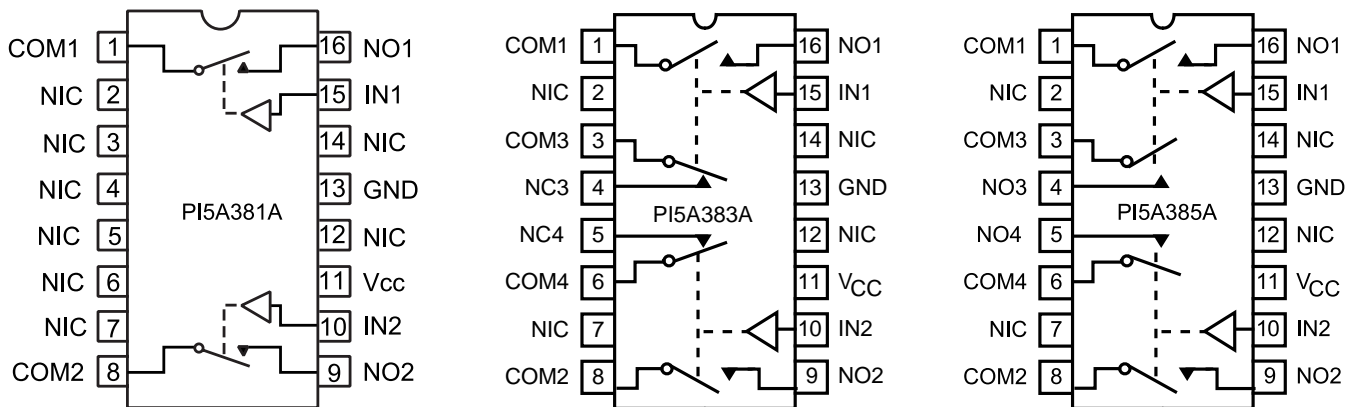 COM1 1 16 NO1
NIC 2 15 IN1
NIC 3 14 NIC
NIC 4 13 GND
PI5A381A
NIC 5 12 NIC
NIC 6 11 Vcc
NIC 7 10 IN2
COM2 8 9 NO2
COM1 1 16 NO1
NIC 2 15 IN1
COM3 3 14 NIC
NC3 4 13 GND
PI5A383A
NC4 5 12 NIC
COM4 6 11 VCC
NIC 7 10 IN2
COM2 8 9 NO2
COM1 1 16 NO1
NIC 2 15 IN1
COM3 3 14 NIC
NO3 4 13 GND
PI5A385A
NO4 5 12 NIC
COM4 6 11 VCC
NIC 7 10 IN2
COM2 8 9 NO2